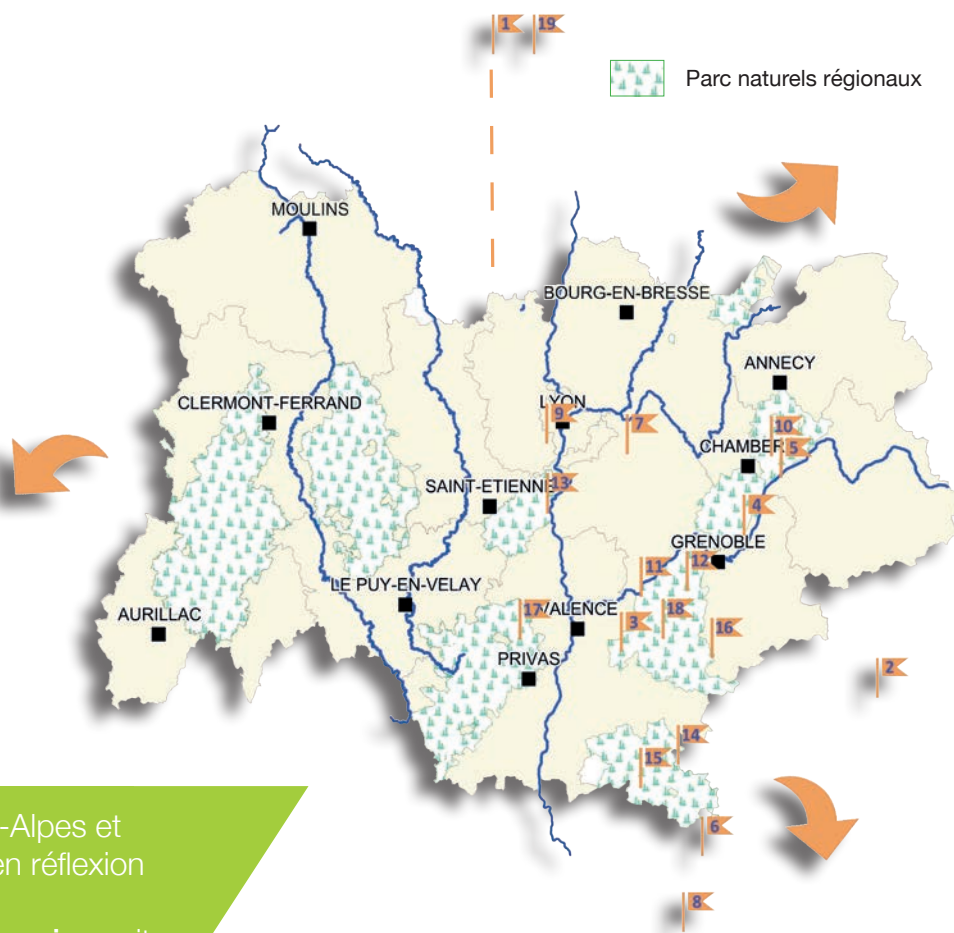 1 19
Parc naturels régionaux
MOULINS
BOURG-EN-BRESSE
ANNECY
CLERMONT-FERRAND
LYON
9
7
10
CHAMBER
5
SAINT-ETIENNE
13
4
GRENOBLE
11
12
LE PUY-EN-VELAY
17
VALENCE
3
18
AURILLAC
16
PRIVAS
2
14
15
-Alpes et
en réflexion
6
8